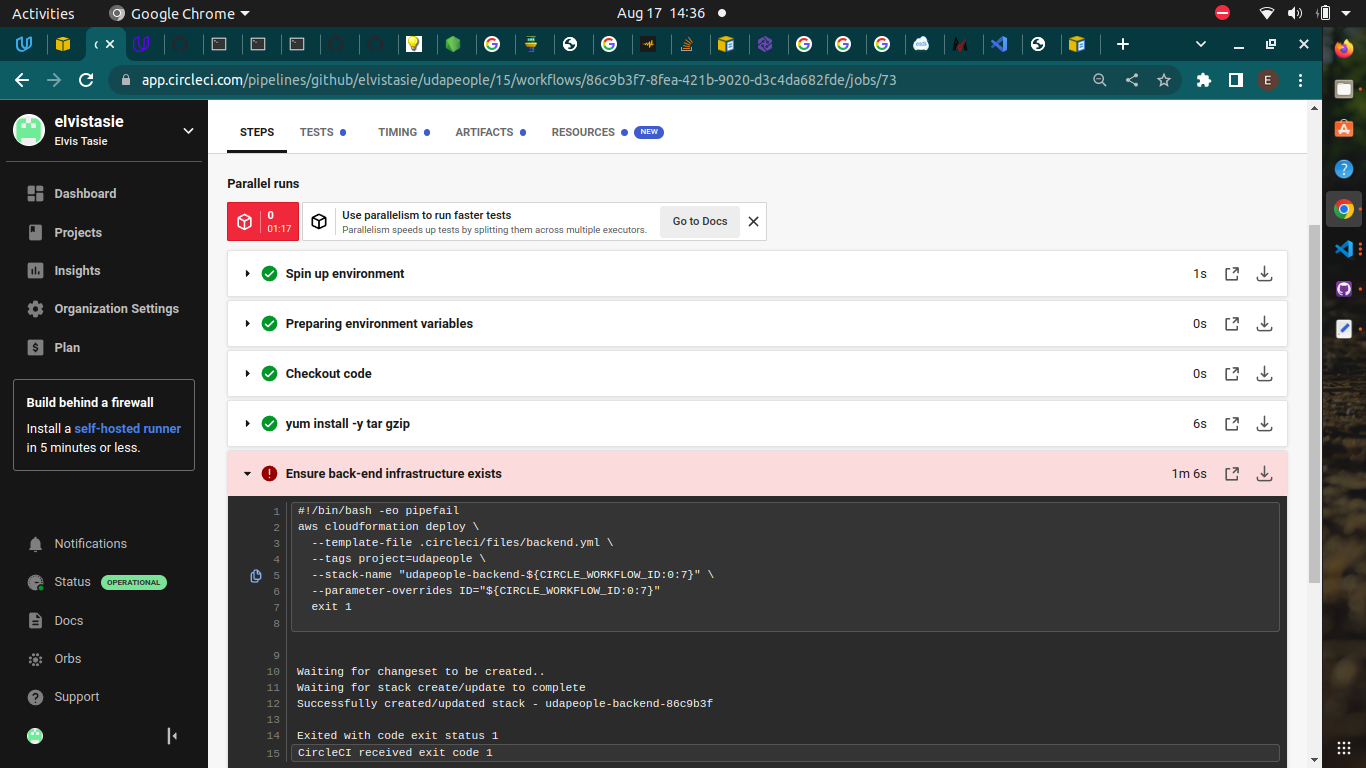 Activities
Google Chrome
Aug 17 14:36
app.circleci.com/pipelines/github/elvistasie/udapeople/15/workflows/86c9b3f7-8fea-421b-9020-d3c4da682fde/jobs/73
E
elvistasie
Elvis Tasie
Dashboard
Projects
Insights
Organization Settings
Plan
Build behind a firewall
Install a self-hosted runner
in 5 minutes or less.
Notifications
Status OPERATIONAL
Docs
Orbs
Support
STEPS TESTS TIMING ARTIFACTS RESOURCES NEW
Parallel runs
0
01:17
Use parallelism to run faster tests
Parallelism speeds up tests by splitting them across multiple executors.
Go to Docs
Spin up environment 1s
Preparing environment variables 0s
Checkout code 0s
yum install -y tar gzip 6s
Ensure back-end infrastructure exists 1m 6s
1 #!/bin/bash -eo pipefail
2 aws cloudformation deploy \
3 --template-file .circleci/files/backend.yml \
4 --tags project=udapeople \
5 --stack-name "udapeople-backend-${CIRCLE_WORKFLOW_ID:0:7}" \
6 --parameter-overrides ID="${CIRCLE_WORKFLOW_ID:0:7}"
7 exit 1
8
9
10 Waiting for changeset to be created..
11 Waiting for stack create/update to complete
12 Successfully created/updated stack - udapeople-backend-86c9b3f
13
14 Exited with code exit status 1
15 CircleCI received exit code 1